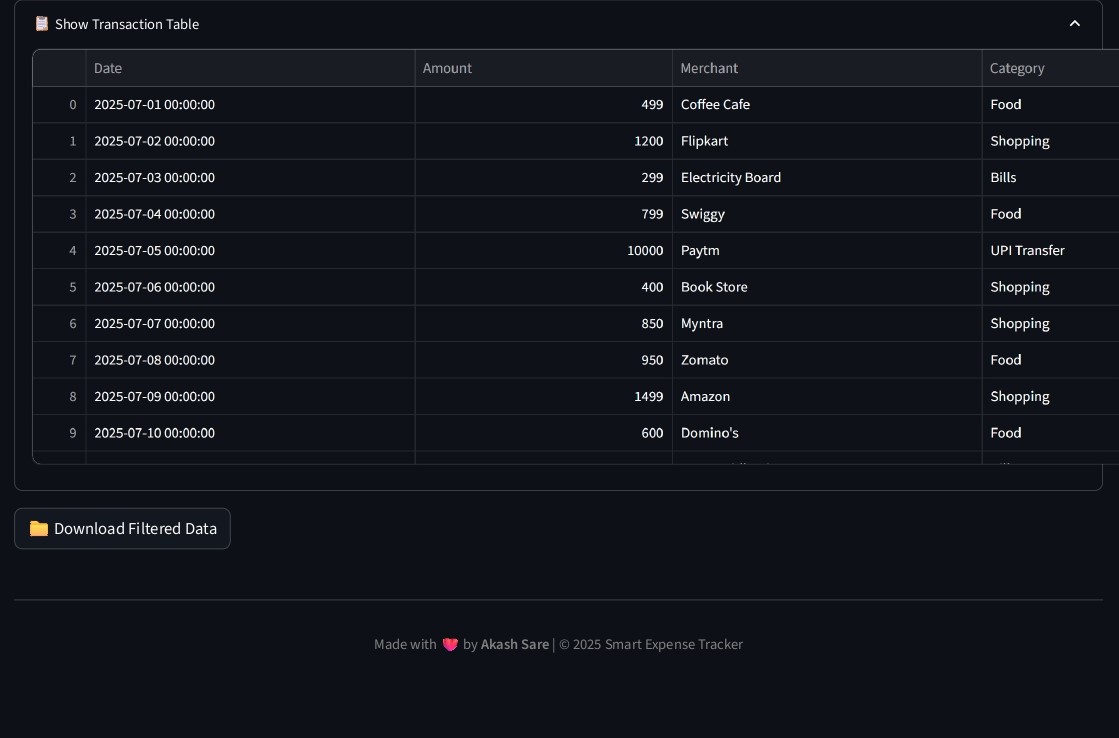 Show Transaction Table
Date Amount Merchant Category
0 2025-07-01 00:00:00 499 Coffee Cafe Food
1 2025-07-02 00:00:00 1200 Flipkart Shopping
2 2025-07-03 00:00:00 299 Electricity Board Bills
3 2025-07-04 00:00:00 799 Swiggy Food
4 2025-07-05 00:00:00 10000 Paytm UPI Transfer
5 2025-07-06 00:00:00 400 Book Store Shopping
6 2025-07-07 00:00:00 850 Myntra Shopping
7 2025-07-08 00:00:00 950 Zomato Food
8 2025-07-09 00:00:00 1499 Amazon Shopping
9 2025-07-10 00:00:00 600 Domino's Food
Download Filtered Data
Made with ❤️ by Akash Sare | © 2025 Smart Expense Tracker